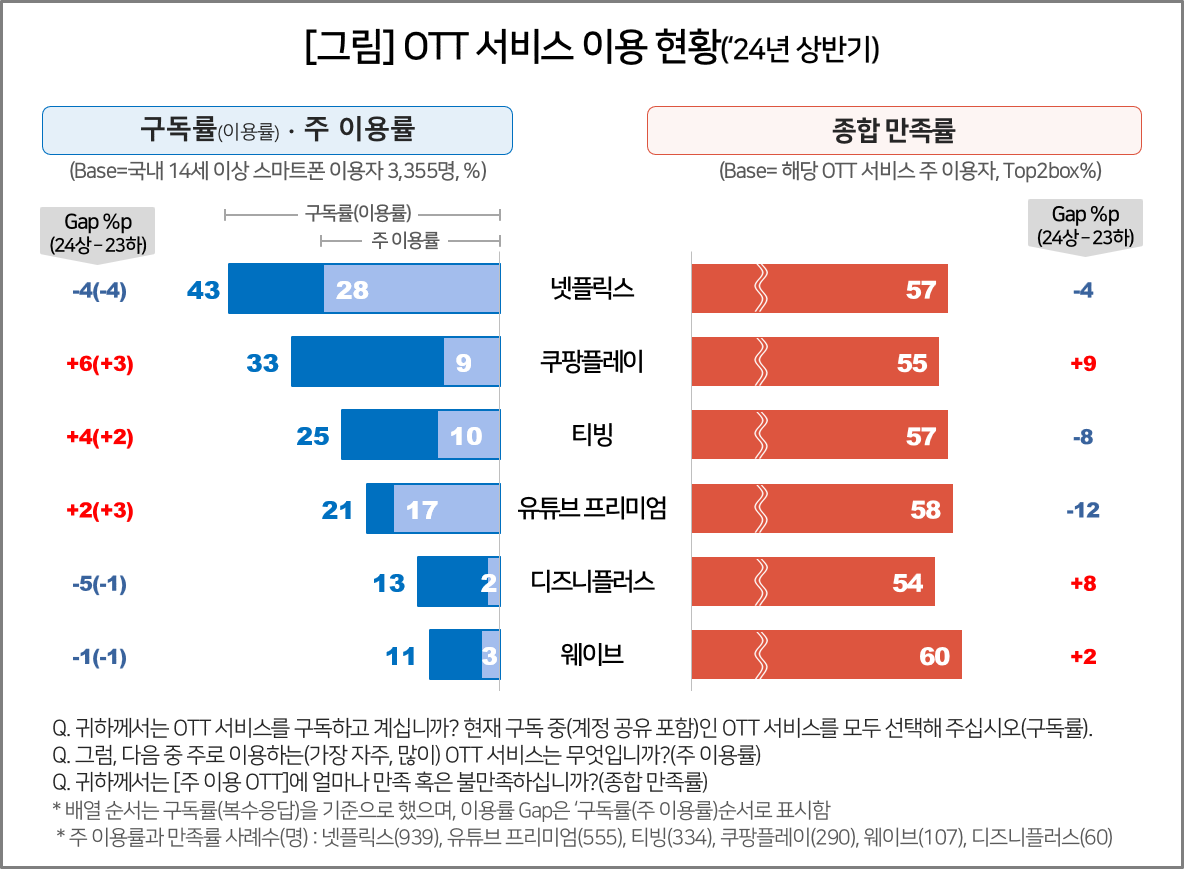 [그림] OTT 서비스 이용 현황(‘24년 상반기)
구독률(이용률) · 주 이용률
종합 만족률
(Base=국내 14세 이상 스마트폰 이용자 3,355명, %)
(Base= 해당 OTT 서비스 주 이용자, Top2box%)
Gap %p
(24상 – 23하)
구독률(이용률)
주 이용률
Gap %p
(24상 – 23하)
-4(-4) 43 28 넷플릭스 57 -4
+6(+3) 33 9 쿠팡플레이 55 +9
+4(+2) 25 10 티빙 57 -8
+2(+3) 21 17 유튜브 프리미엄 58 -12
-5(-1) 13 2 디즈니플러스 54 +8
-1(-1) 11 3 웨이브 60 +2
Q. 귀하께서는 OTT 서비스를 구독하고 계십니까? 현재 구독 중(계정 공유 포함)인 OTT 서비스를 모두 선택해 주십시오(구독률).
Q. 그럼, 다음 중 주로 이용하는(가장 자주, 많이) OTT 서비스는 무엇입니까?(주 이용률)
Q. 귀하께서는 [주 이용 OTT]에 얼마나 만족 혹은 불만족하십니까?(종합 만족률)
* 배열 순서는 구독률(복수응답)을 기준으로 했으며, 이용률 Gap은 ‘구독률(주 이용률)순서로 표시함
* 주 이용률과 만족률 사례수(명) : 넷플릭스(939), 유튜브 프리미엄(555), 티빙(334), 쿠팡플레이(290), 웨이브(107), 디즈니플러스(60)